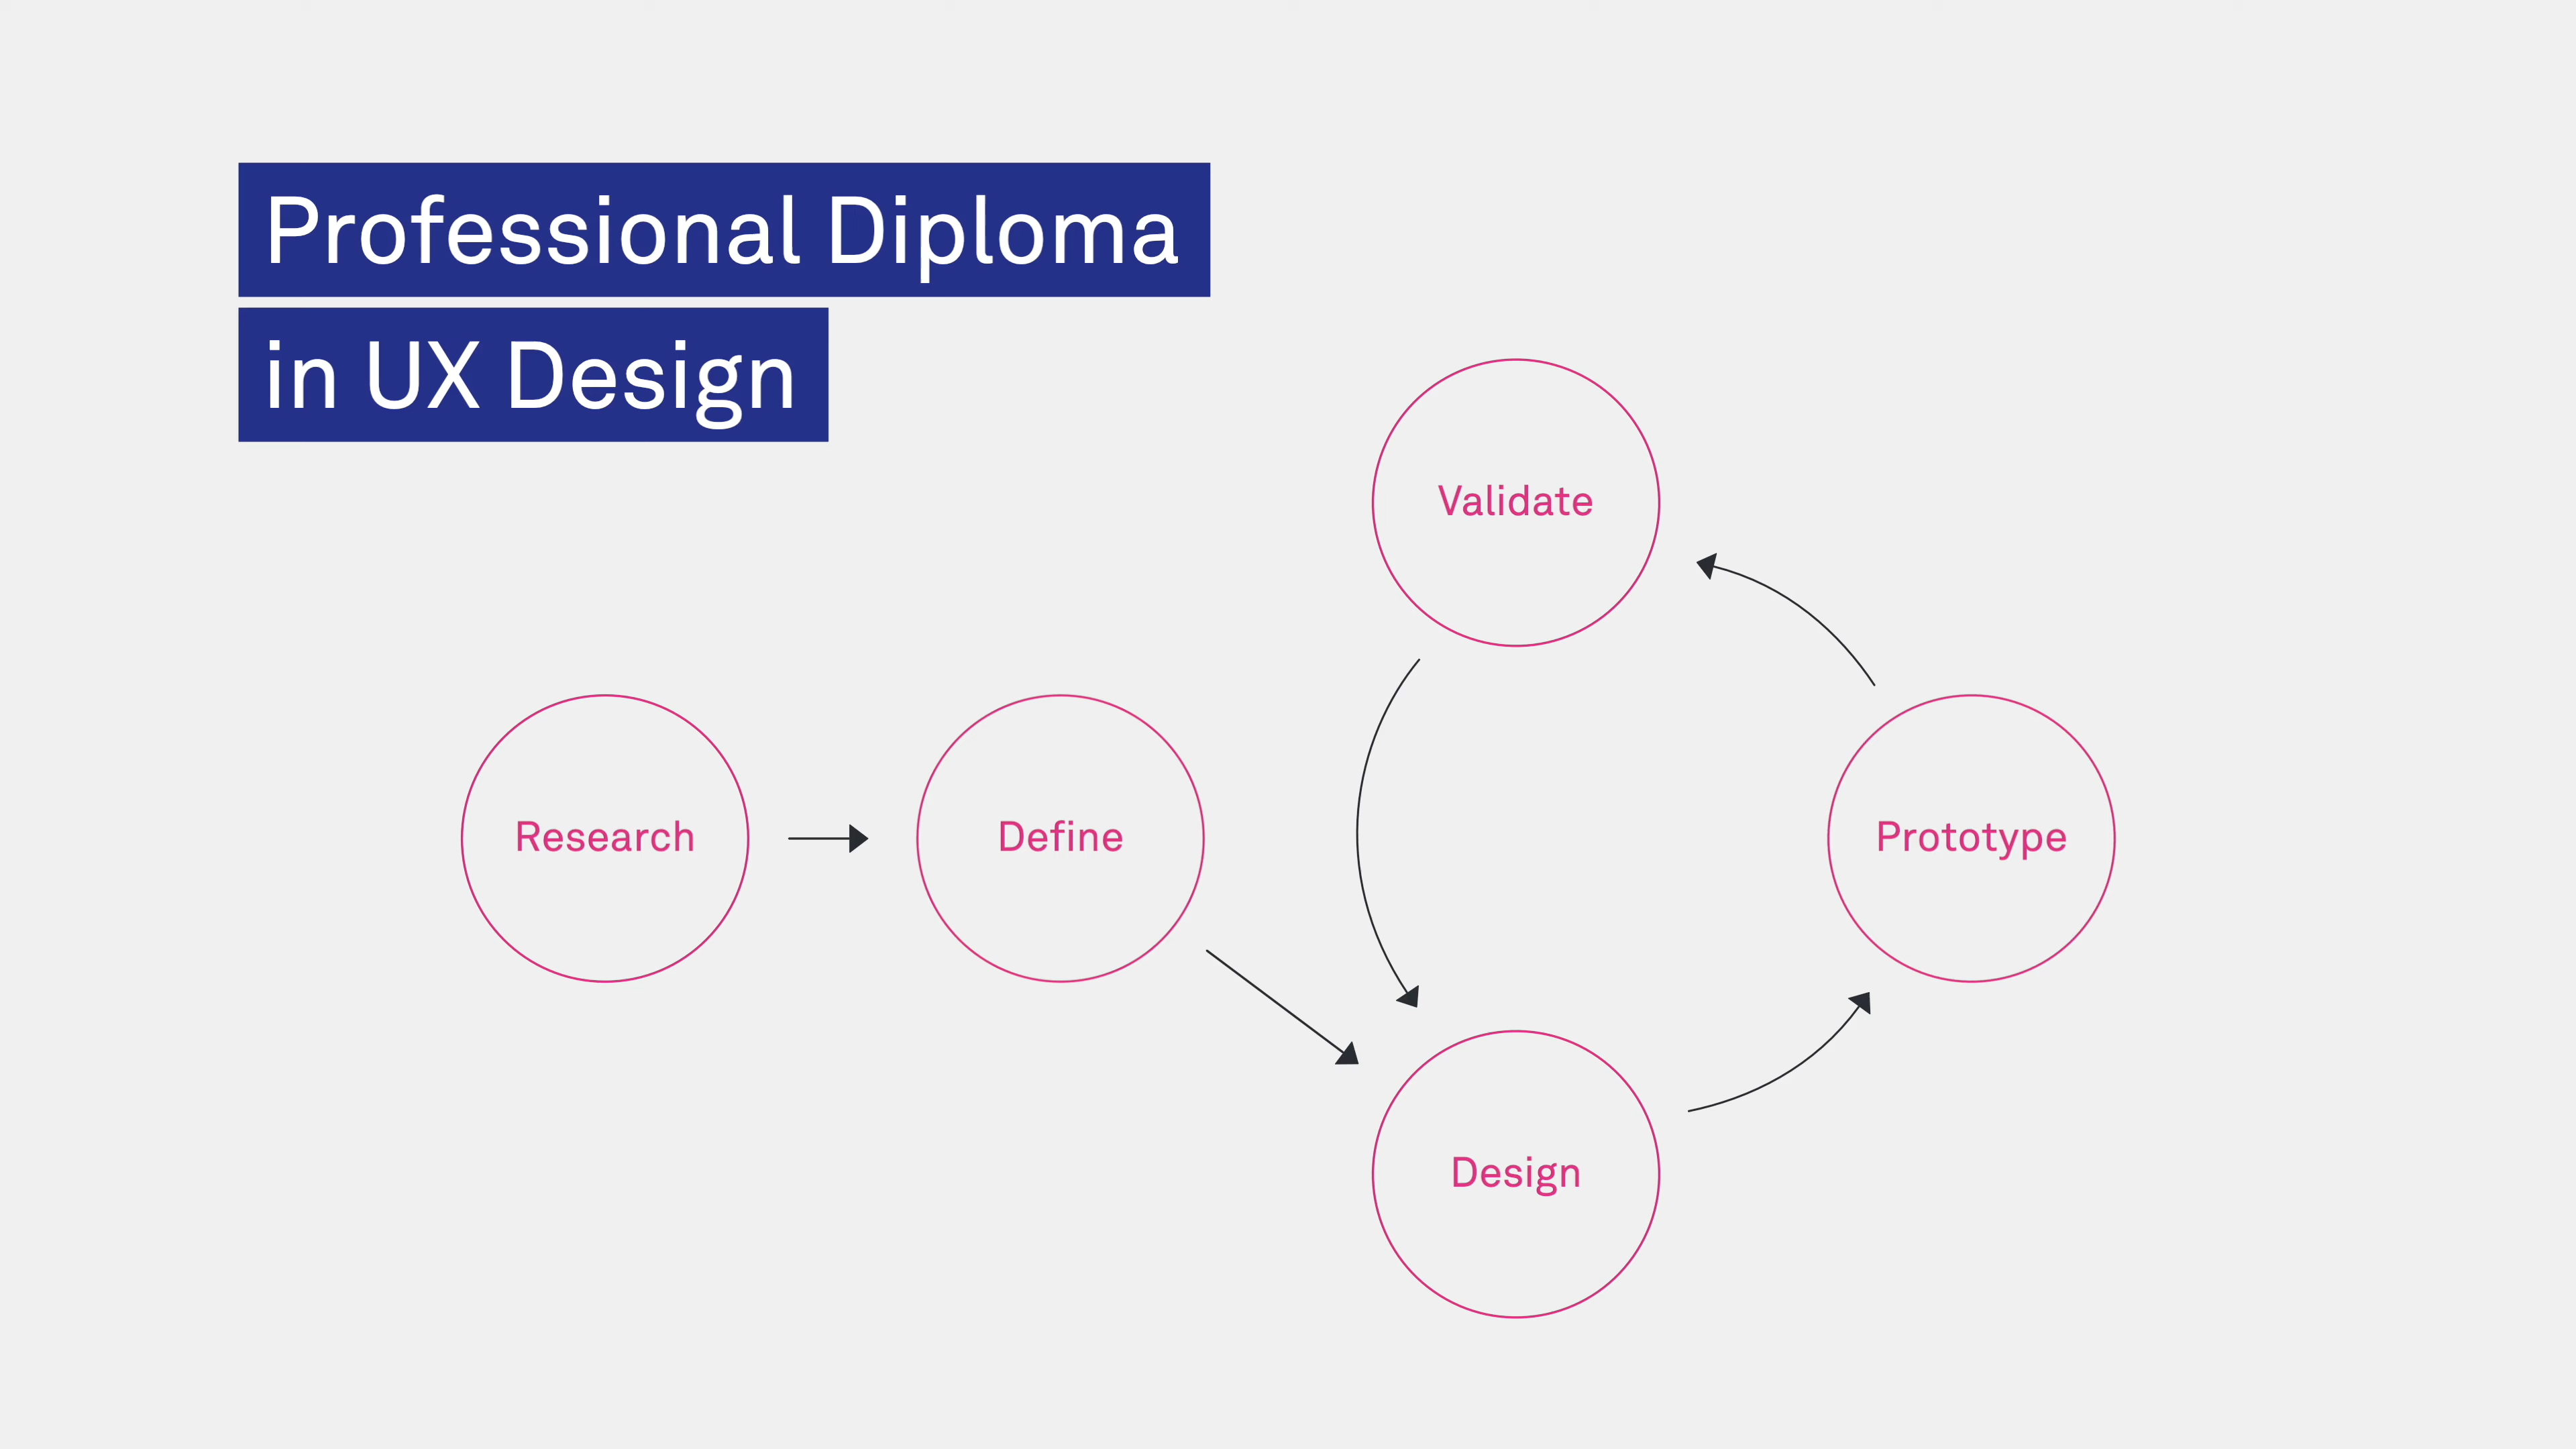 Professional Diploma
in UX Design
Validate
Research
Define
Prototype
Design